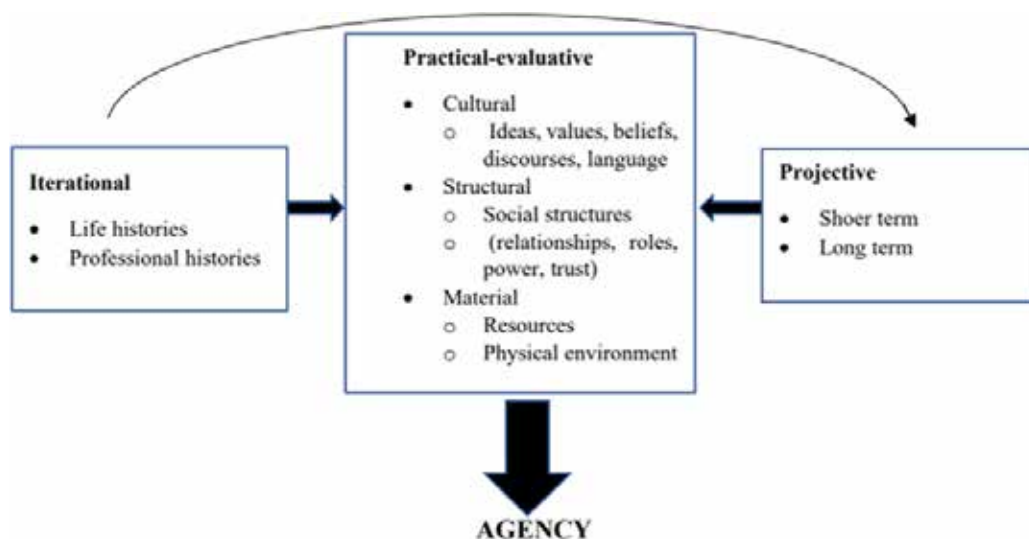 Practical-evaluative
• Cultural
o Ideas, values, beliefs,
discourses, language
• Structural
o Social structures
o (relationships, roles,
power, trust)
• Material
o Resources
o Physical environment
Iterational
• Life histories
• Professional histories
Projective
• Shoer term
• Long term
AGENCY